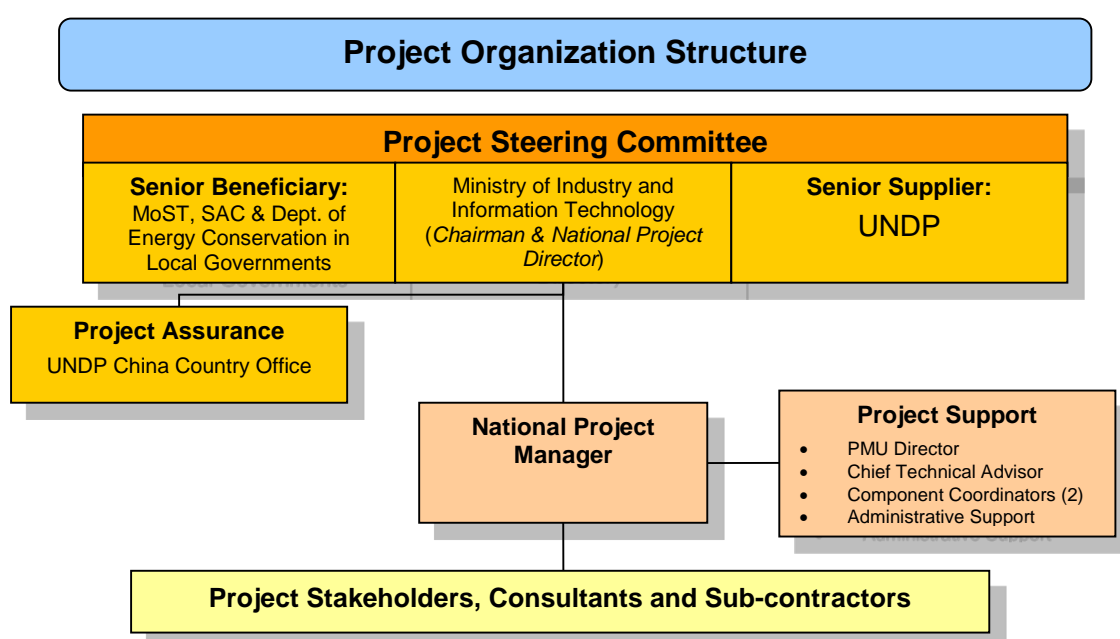 Project Organization Structure
Project Steering Committee
Senior Beneficiary:
MoST, SAC & Dept. of
Energy Conservation in
Local Governments
Ministry of Industry and
Information Technology
(Chairman & National Project
Director)
Senior Supplier:
UNDP
Project Assurance
UNDP China Country Office
National Project
Manager
Project Support
• PMU Director
• Chief Technical Advisor
• Component Coordinators (2)
• Administrative Support
Project Stakeholders, Consultants and Sub-contractors